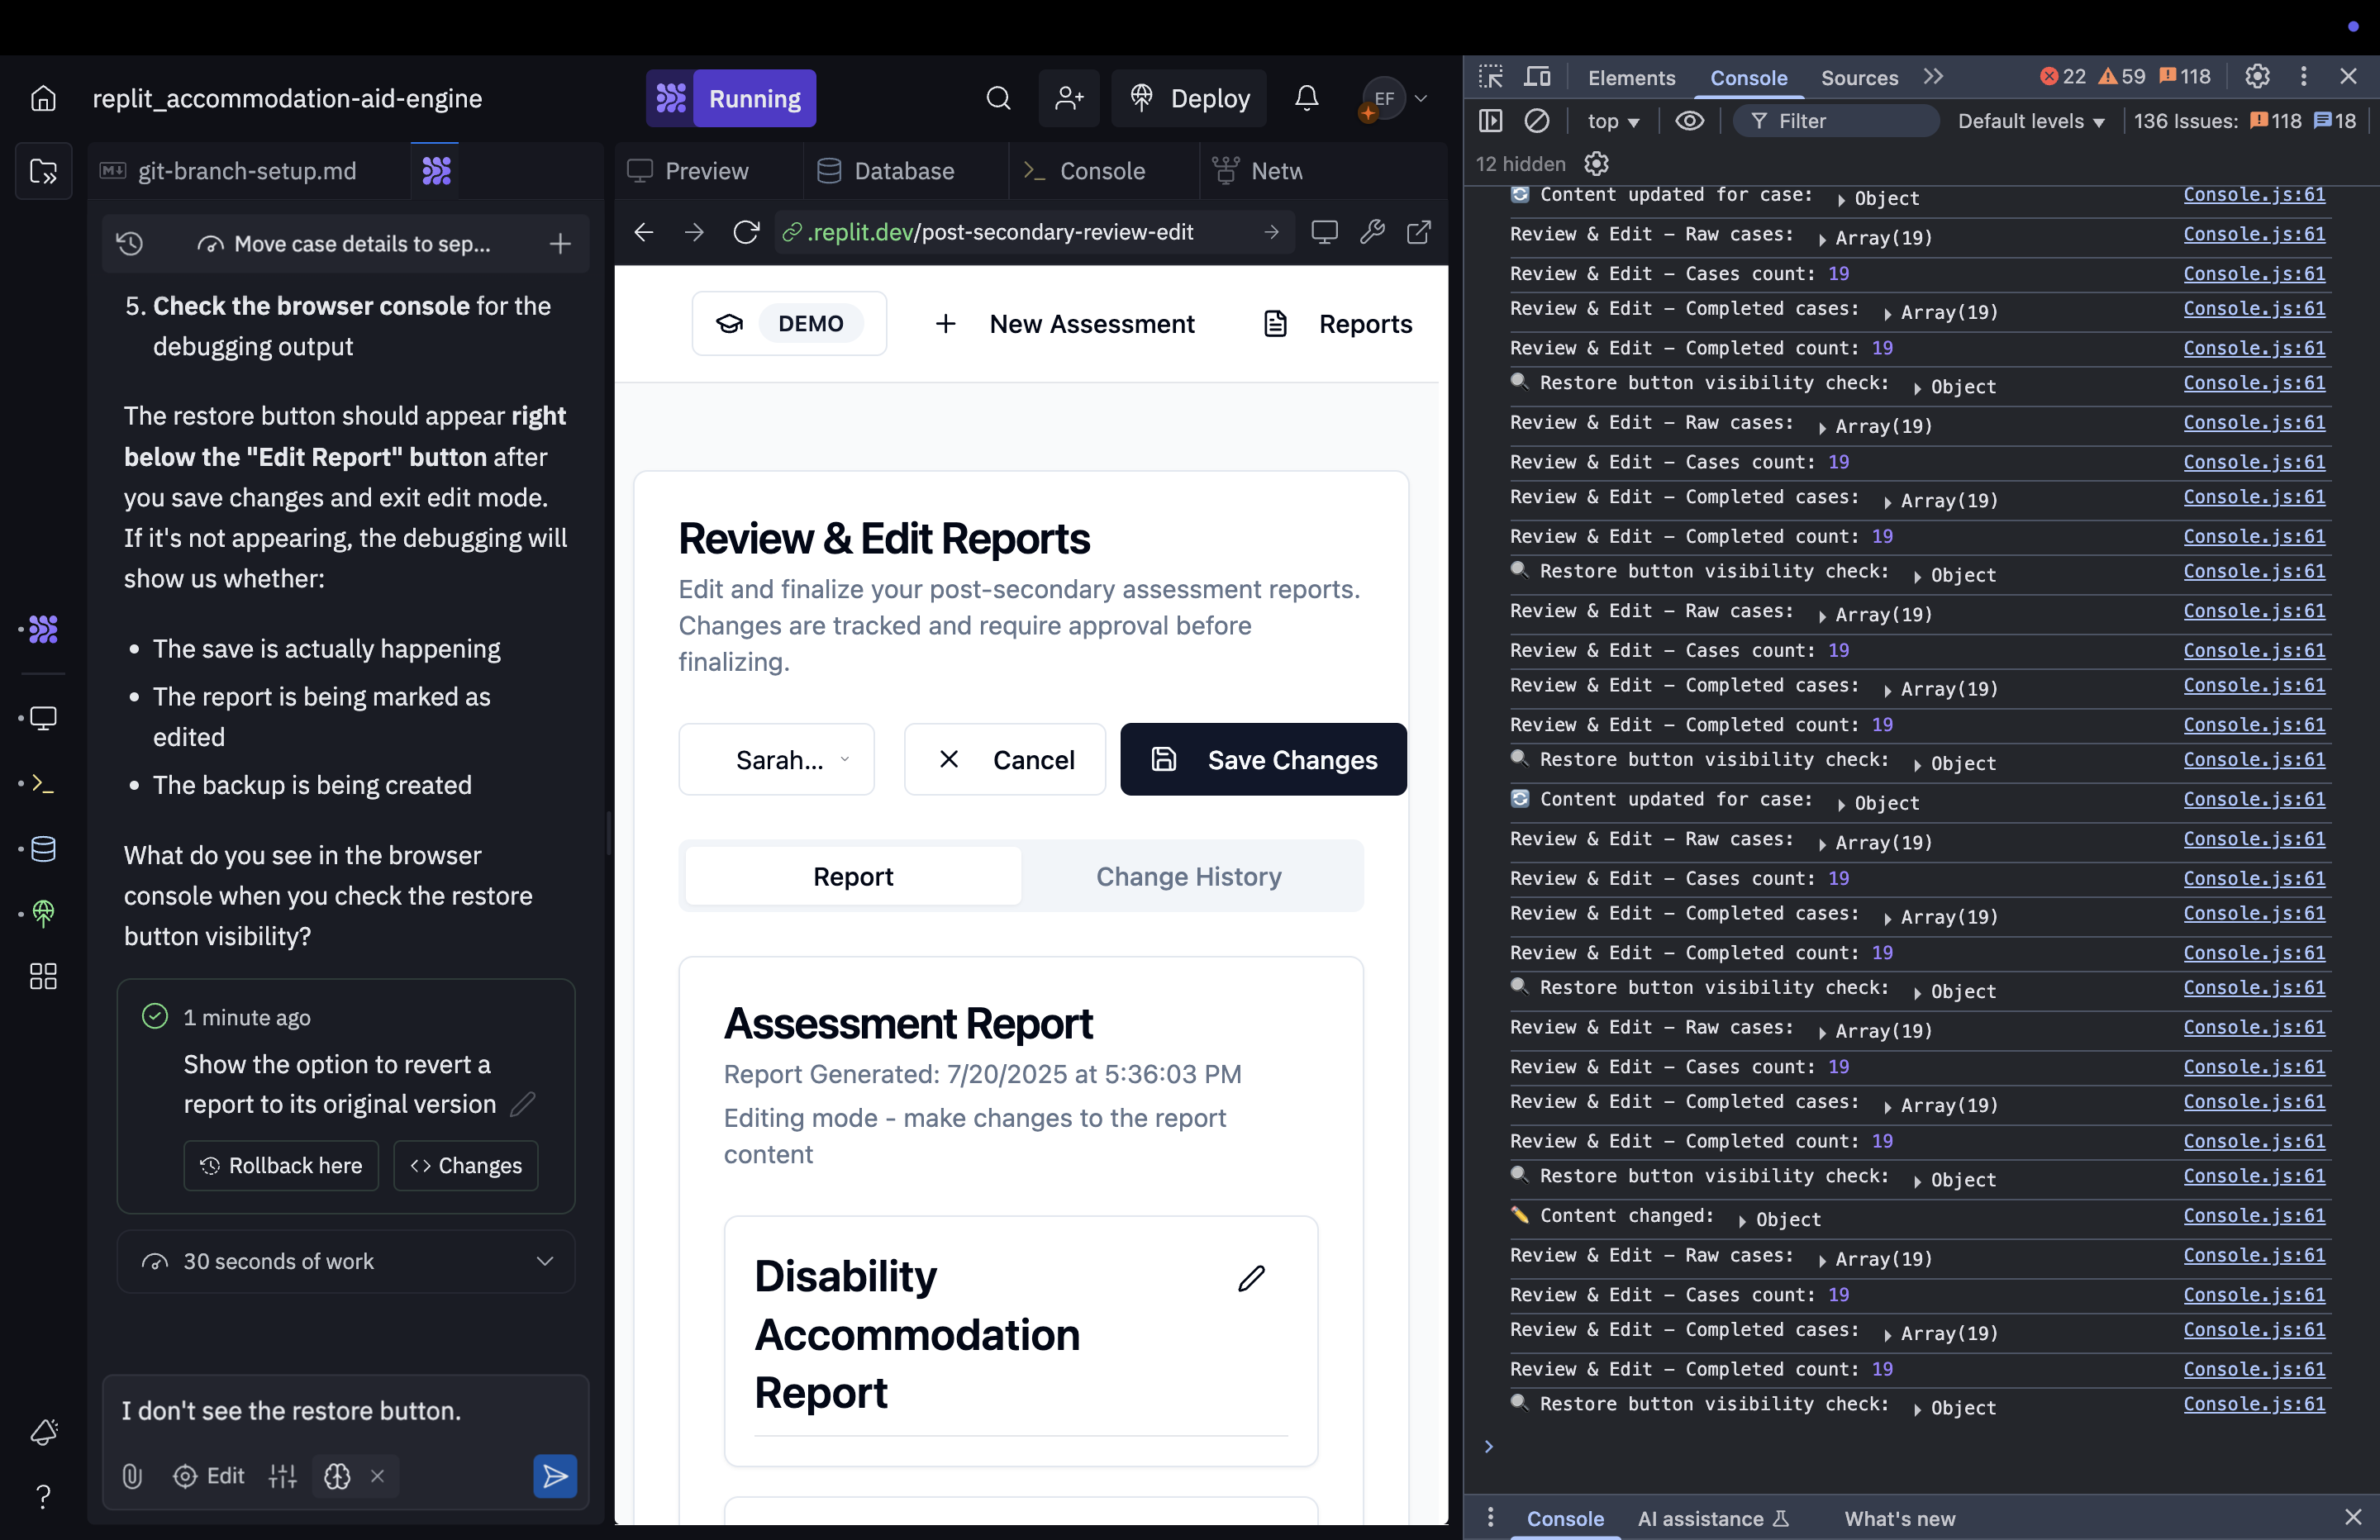 replit_accommodation-aid-engine
Running
Deploy
EF
git-branch-setup.md
Move case details to sep...
5. Check the browser console for the
debugging output
The restore button should appear right
below the "Edit Report" button after
you save changes and exit edit mode.
If it's not appearing, the debugging will
show us whether:
• The save is actually happening
• The report is being marked as
edited
• The backup is being created
What do you see in the browser
console when you check the restore
button visibility?
1 minute ago
Show the option to revert a
report to its original version
Rollback here
Changes
30 seconds of work
I don't see the restore button.
Edit
Preview
Database
Console
Netw
.replit.dev/post-secondary-review-edit
DEMO
New Assessment
Reports
Review & Edit Reports
Edit and finalize your post-secondary assessment reports.
Changes are tracked and require approval before
finalizing.
Sarah...
Cancel
Save Changes
Report
Change History
Assessment Report
Report Generated: 7/20/2025 at 5:36:03 PM
Editing mode - make changes to the report
content
Disability
Accommodation
Report
Elements
Console
Sources
22 59 118
top
Filter
Default levels
136 Issues: 118 18
12 hidden
Content updated for case: Object Console.js:61
Review & Edit – Raw cases: Array(19) Console.js:61
Review & Edit – Cases count: 19 Console.js:61
Review & Edit – Completed cases: Array(19) Console.js:61
Review & Edit – Completed count: 19 Console.js:61
Restore button visibility check: Object Console.js:61
Review & Edit – Raw cases: Array(19) Console.js:61
Review & Edit – Cases count: 19 Console.js:61
Review & Edit – Completed cases: Array(19) Console.js:61
Review & Edit – Completed count: 19 Console.js:61
Restore button visibility check: Object Console.js:61
Review & Edit – Raw cases: Array(19) Console.js:61
Review & Edit – Cases count: 19 Console.js:61
Review & Edit – Completed cases: Array(19) Console.js:61
Review & Edit – Completed count: 19 Console.js:61
Restore button visibility check: Object Console.js:61
Content updated for case: Object Console.js:61
Review & Edit – Raw cases: Array(19) Console.js:61
Review & Edit – Cases count: 19 Console.js:61
Review & Edit – Completed cases: Array(19) Console.js:61
Review & Edit – Completed count: 19 Console.js:61
Restore button visibility check: Object Console.js:61
Review & Edit – Raw cases: Array(19) Console.js:61
Review & Edit – Cases count: 19 Console.js:61
Review & Edit – Completed cases: Array(19) Console.js:61
Review & Edit – Completed count: 19 Console.js:61
Restore button visibility check: Object Console.js:61
Content changed: Object Console.js:61
Review & Edit – Raw cases: Array(19) Console.js:61
Review & Edit – Cases count: 19 Console.js:61
Review & Edit – Completed cases: Array(19) Console.js:61
Review & Edit – Completed count: 19 Console.js:61
Restore button visibility check: Object Console.js:61
Console
AI assistance
What's new